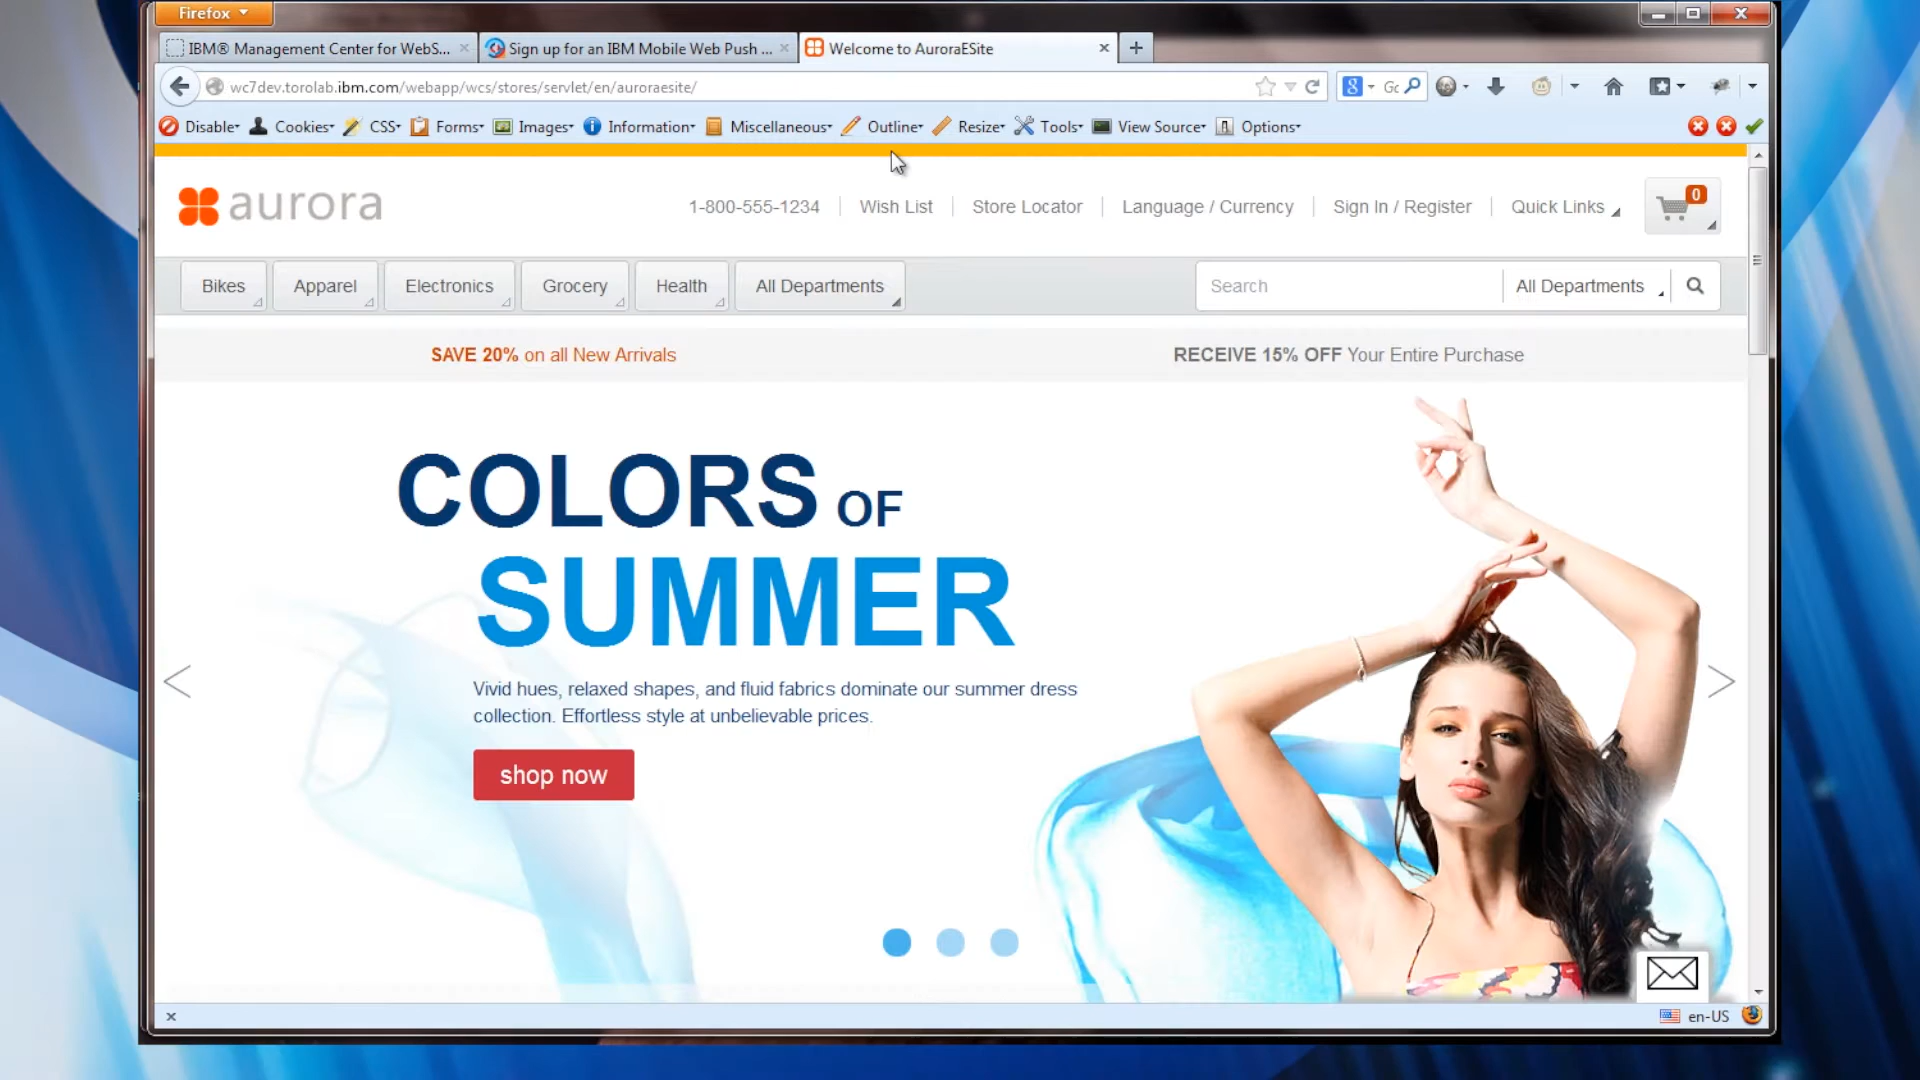 Firefox
IBM® Management Center for WebS...
Sign up for an IBM Mobile Web Push ...
Welcome to AuroraESite
wc7dev.torolab.ibm.com/webapp/wcs/stores/servlet/en/auroraesite/
Disable
Cookies
CSS
Forms
Images
Information
Miscellaneous
Outline
Resize
Tools
View Source
Options
aurora
1-800-555-1234
Wish List
Store Locator
Language / Currency
Sign In / Register
Quick Links
0
Bikes
Apparel
Electronics
Grocery
Health
All Departments
Search
All Departments
SAVE 20% on all New Arrivals
RECEIVE 15% OFF Your Entire Purchase
COLORS OF
SUMMER
Vivid hues, relaxed shapes, and fluid fabrics dominate our summer dress
collection. Effortless style at unbelievable prices.
shop now
en-US